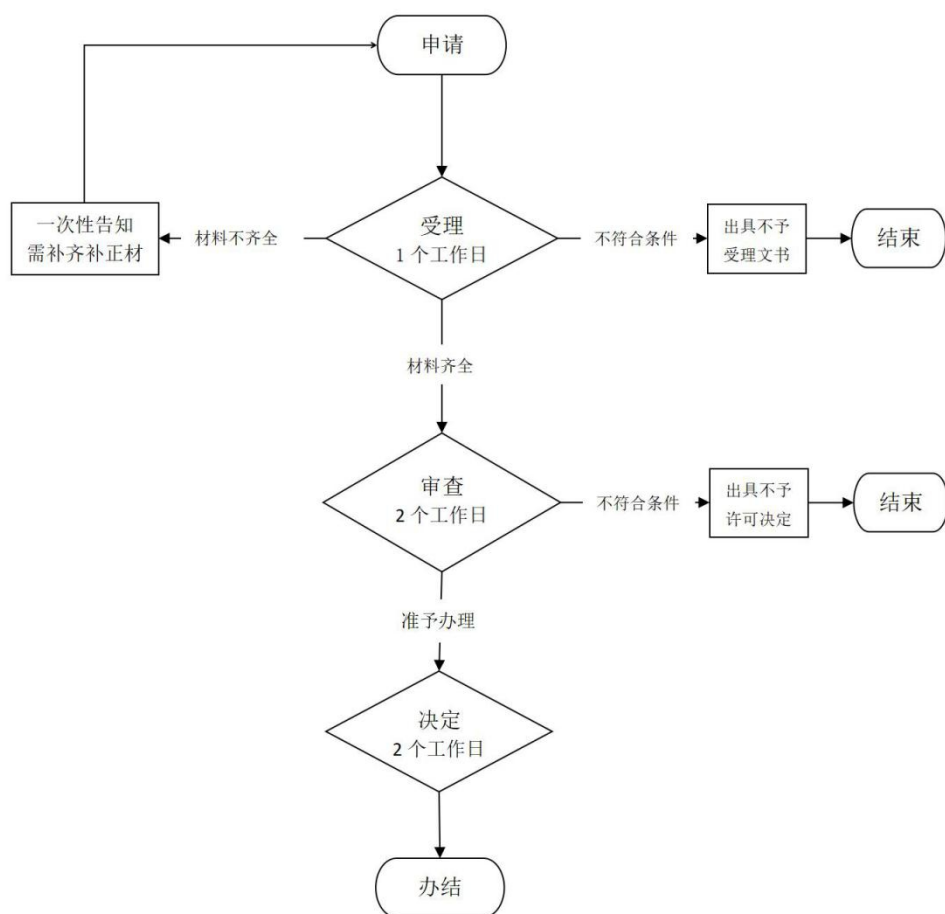 申请
一次性告知
需补齐补正材
材料不齐全
受理
1 个工作日
不符合条件
出具不予
受理文书
结束
材料齐全
审查
2 个工作日
不符合条件
出具不予
许可决定
结束
准予办理
决定
2 个工作日
办结